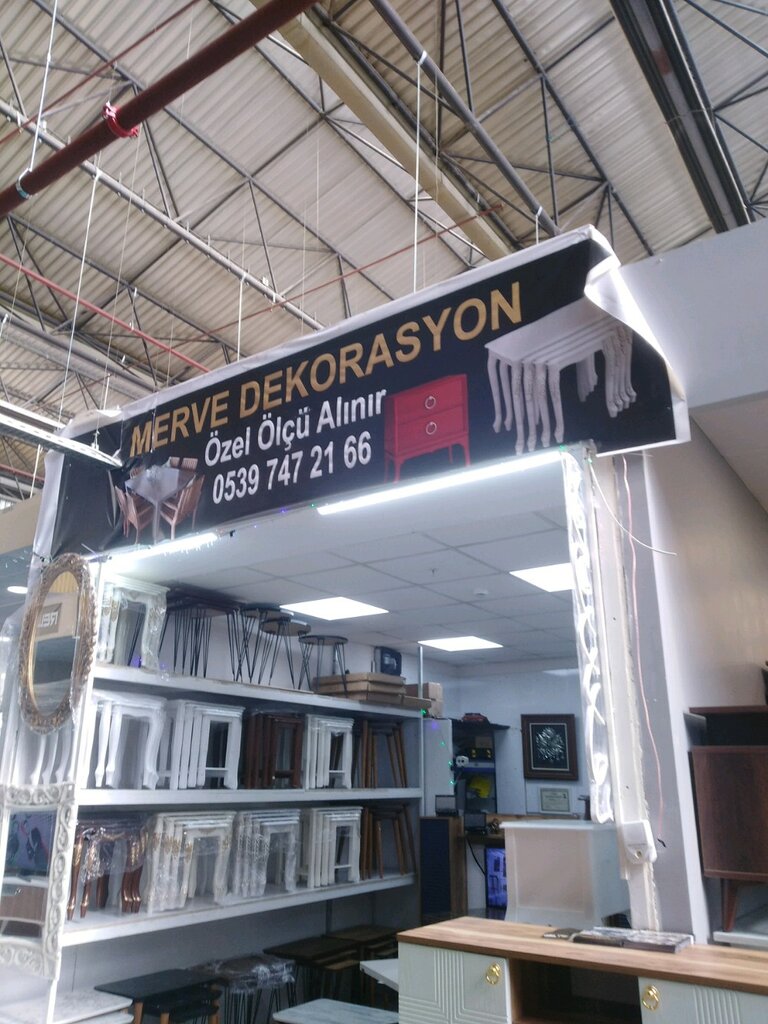 MERVE DEKORASYON
Özel Ölçü Alınır
0539 747 21 66